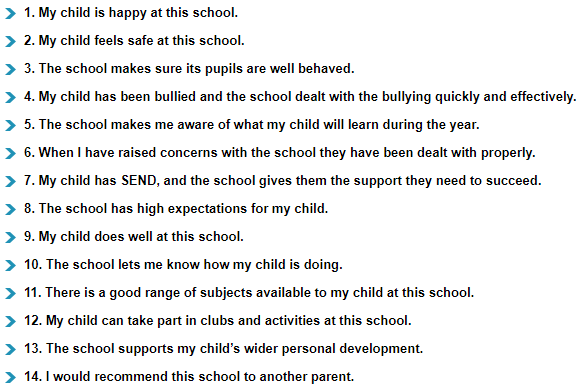 1. My child is happy at this school.
2. My child feels safe at this school.
3. The school makes sure its pupils are well behaved.
4. My child has been bullied and the school dealt with the bullying quickly and effectively.
5. The school makes me aware of what my child will learn during the year.
6. When I have raised concerns with the school they have been dealt with properly.
7. My child has SEND, and the school gives them the support they need to succeed.
8. The school has high expectations for my child.
9. My child does well at this school.
10. The school lets me know how my child is doing.
11. There is a good range of subjects available to my child at this school.
12. My child can take part in clubs and activities at this school.
13. The school supports my child’s wider personal development.
14. I would recommend this school to another parent.